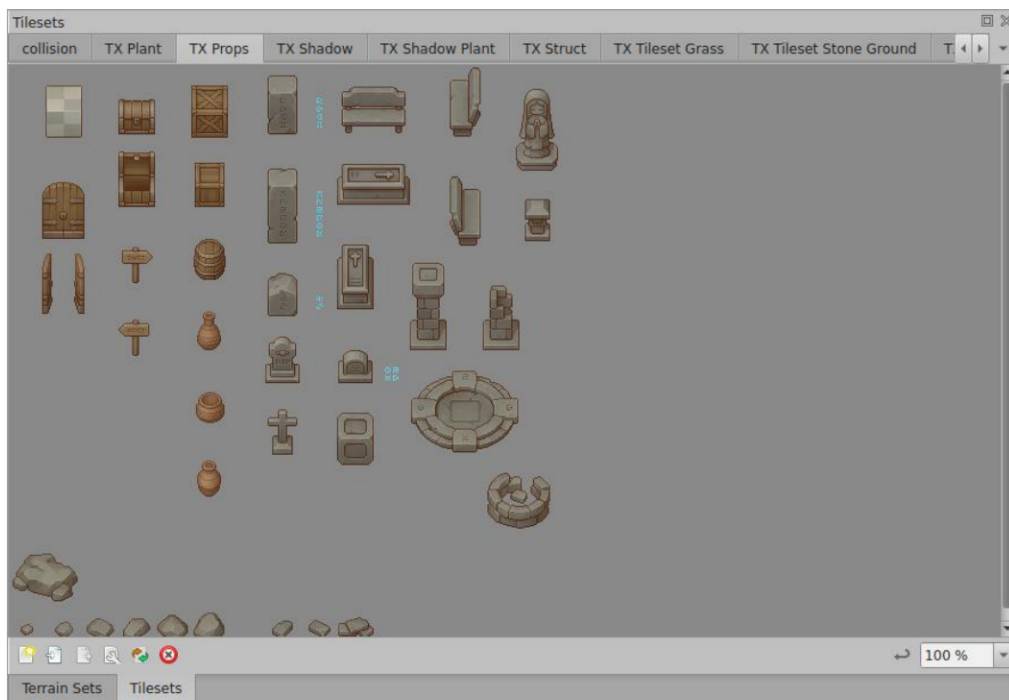 Tilesets
collision TX Plant TX Props TX Shadow TX Shadow Plant TX Struct TX Tileset Grass TX Tileset Stone Ground
100 %
Terrain Sets Tilesets